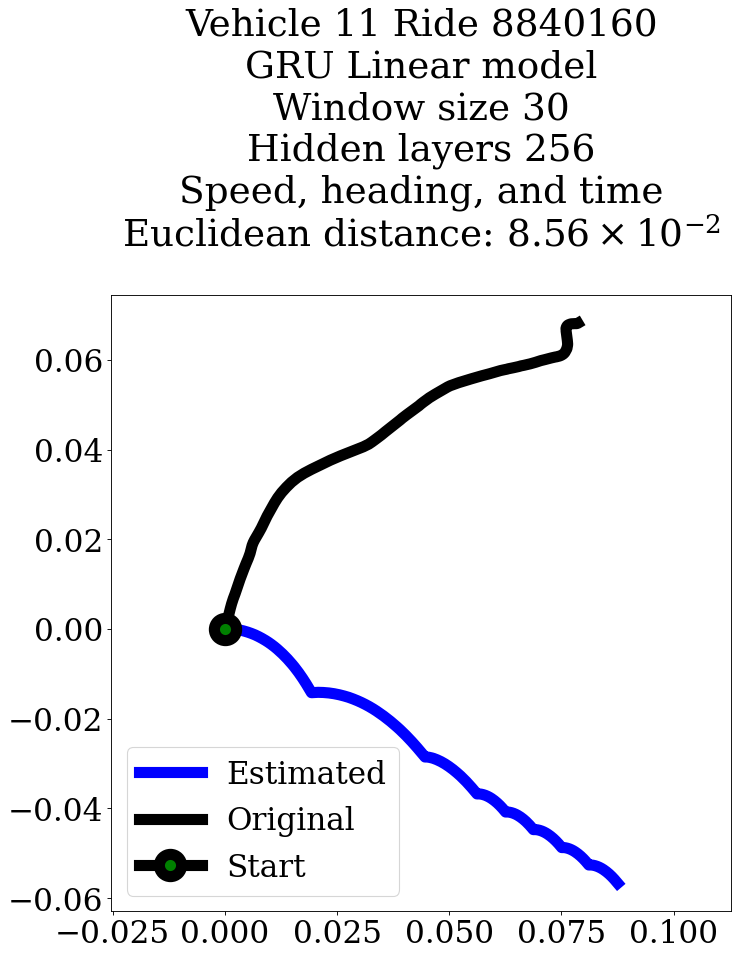 Vehicle 11 Ride 8840160
GRU Linear model
Window size 30
Hidden layers 256
Speed, heading, and time
Euclidean distance: 8.56 × 10⁻²
0.06
0.04
0.02
0.00
−0.02
−0.04
−0.06
Estimated
Original
Start
−0.025 0.000 0.025 0.050 0.075 0.100